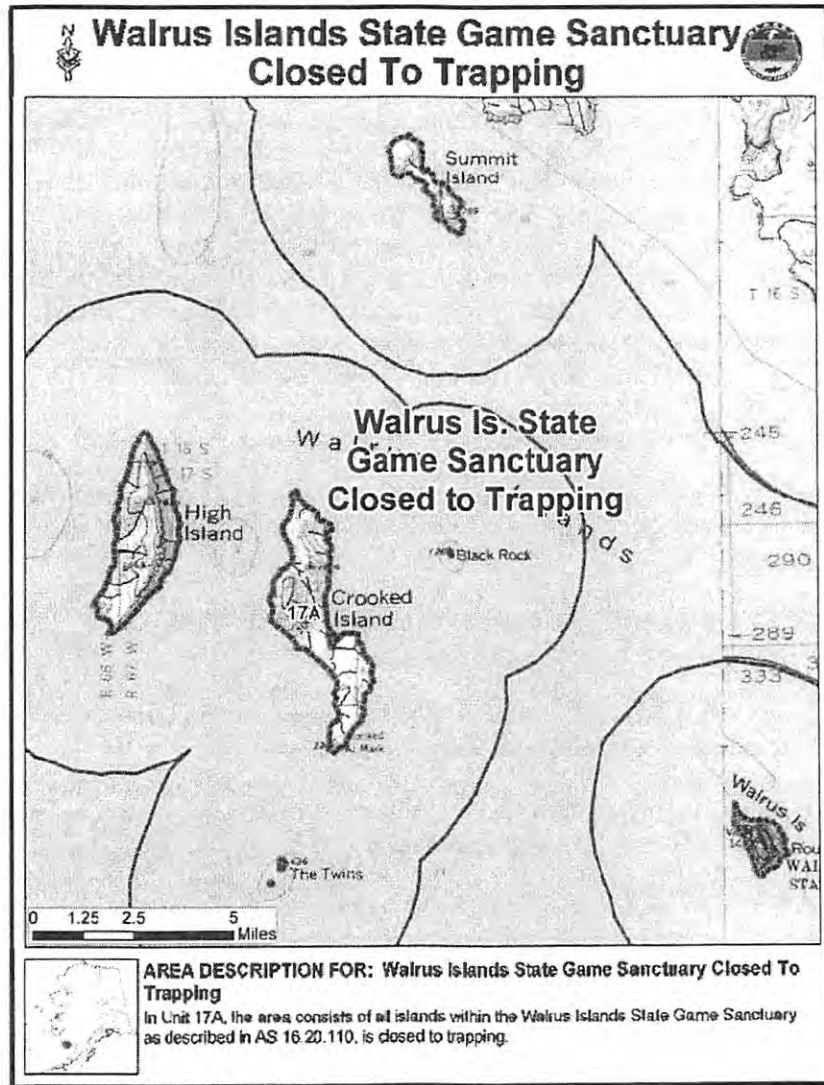 Walrus Islands State Game Sanctuary
Closed To Trapping
N
Summit
Island
T 16 S
Walrus Is. State
Game Sanctuary
Closed to Trapping
245
246
290
289
333
T 17 S
High
Island
Black Rock
Crooked
Island
17A
R 68 W
R 67 W
ands
Walrus Is
The Twins
0 1.25 2.5 5
Miles
AREA DESCRIPTION FOR: Walrus Islands State Game Sanctuary Closed To
Trapping
In Unit 17A, the area consists of all islands within the Walrus Islands State Game Sanctuary
as described in AS 16.20.110, is closed to trapping.